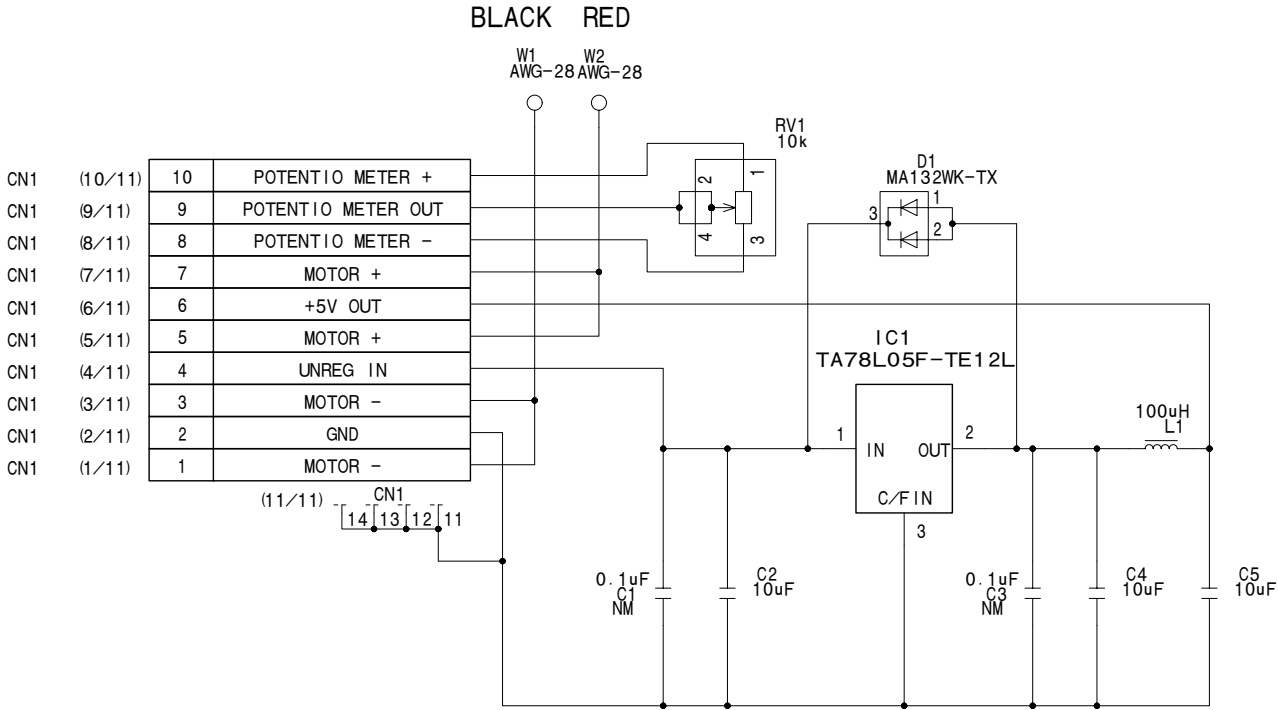 BLACK RED
W1 W2
AWG-28 AWG-28
RV1
10k
1
2
3
4
D1
MA132WK-TX
3
1
2
CN1 (10/11) 10 POTENTIO METER +
CN1 (9/11) 9 POTENTIO METER OUT
CN1 (8/11) 8 POTENTIO METER -
CN1 (7/11) 7 MOTOR +
CN1 (6/11) 6 +5V OUT
CN1 (5/11) 5 MOTOR +
CN1 (4/11) 4 UNREG IN
CN1 (3/11) 3 MOTOR -
CN1 (2/11) 2 GND
CN1 (1/11) 1 MOTOR -
(11/11) CN1
14 13 12 11
IC1
TA78L05F-TE12L
1 IN OUT 2
C/FIN
3
100uH
L1
0.1uF
C1
NM
C2
10uF
0.1uF
C3
NM
C4
10uF
C5
10uF